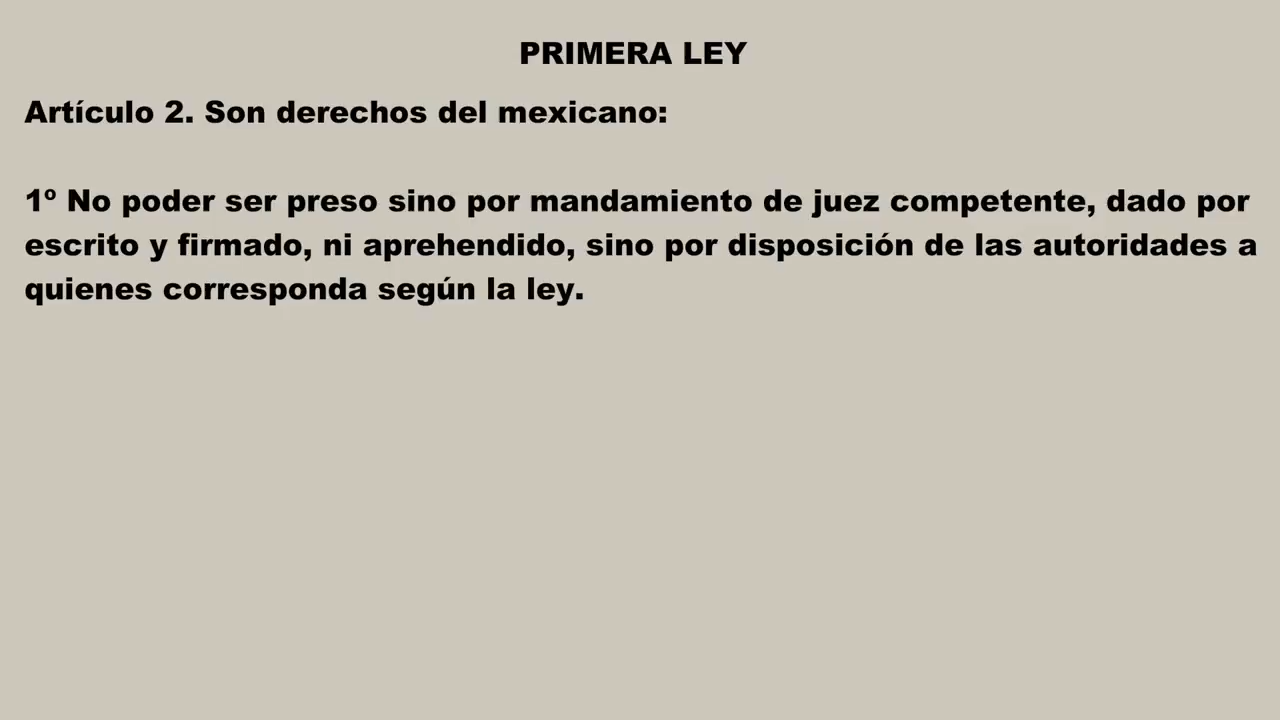 PRIMERA LEY
Artículo 2. Son derechos del mexicano:
1º No poder ser preso sino por mandamiento de juez competente, dado por
escrito y firmado, ni aprehendido, sino por disposición de las autoridades a
quienes corresponda según la ley.